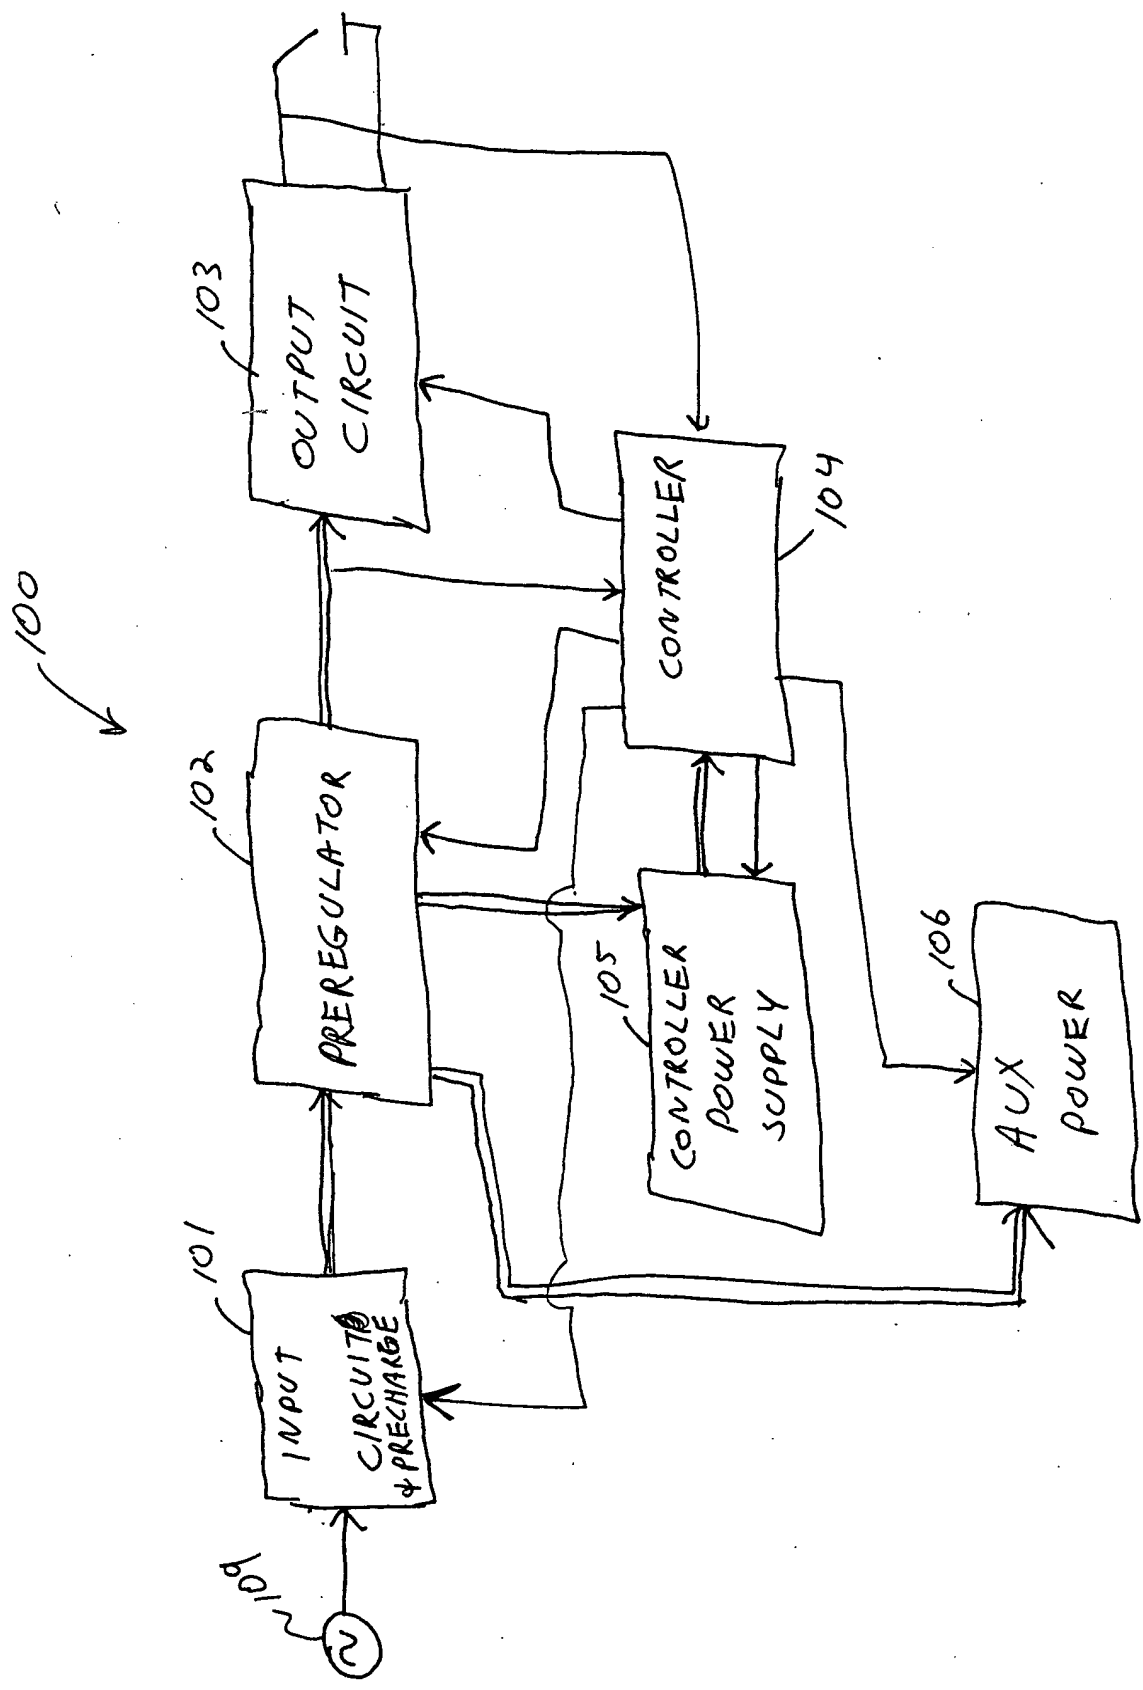 100
109
101
INPUT
CIRCUIT
& PRECHARGE
102
PREREGULATOR
103
OUTPUT
CIRCUIT
CONTROLLER
104
105
CONTROLLER
POWER
SUPPLY
106
AUX
POWER